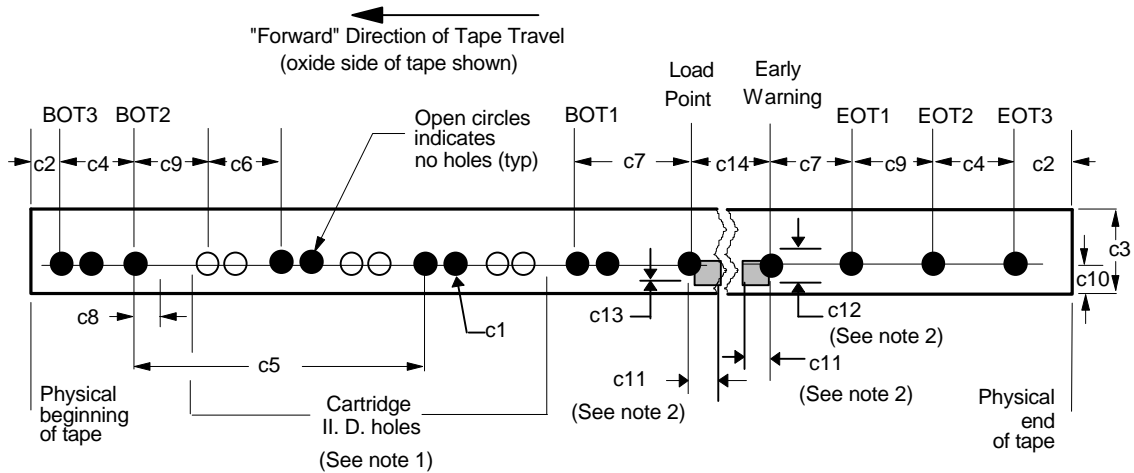 "Forward" Direction of Tape Travel
(oxide side of tape shown)
Load
Point
Early
Warning
BOT3
BOT2
Open circles
indicates
no holes (typ)
BOT1
EOT1
EOT2
EOT3
c2
c4
c9
c6
c7
c14
c7
c9
c4
c2
c3
c10
c8
c1
c13
c12
(See note 2)
c5
c11
(See note 2)
c11
(See note 2)
Physical
beginning
of tape
Cartridge
II. D. holes
(See note 1)
Physical
end
of tape